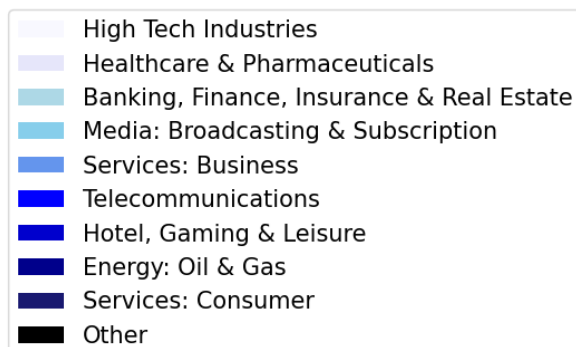 High Tech Industries
Healthcare & Pharmaceuticals
Banking, Finance, Insurance & Real Estate
Media: Broadcasting & Subscription
Services: Business
Telecommunications
Hotel, Gaming & Leisure
Energy: Oil & Gas
Services: Consumer
Other